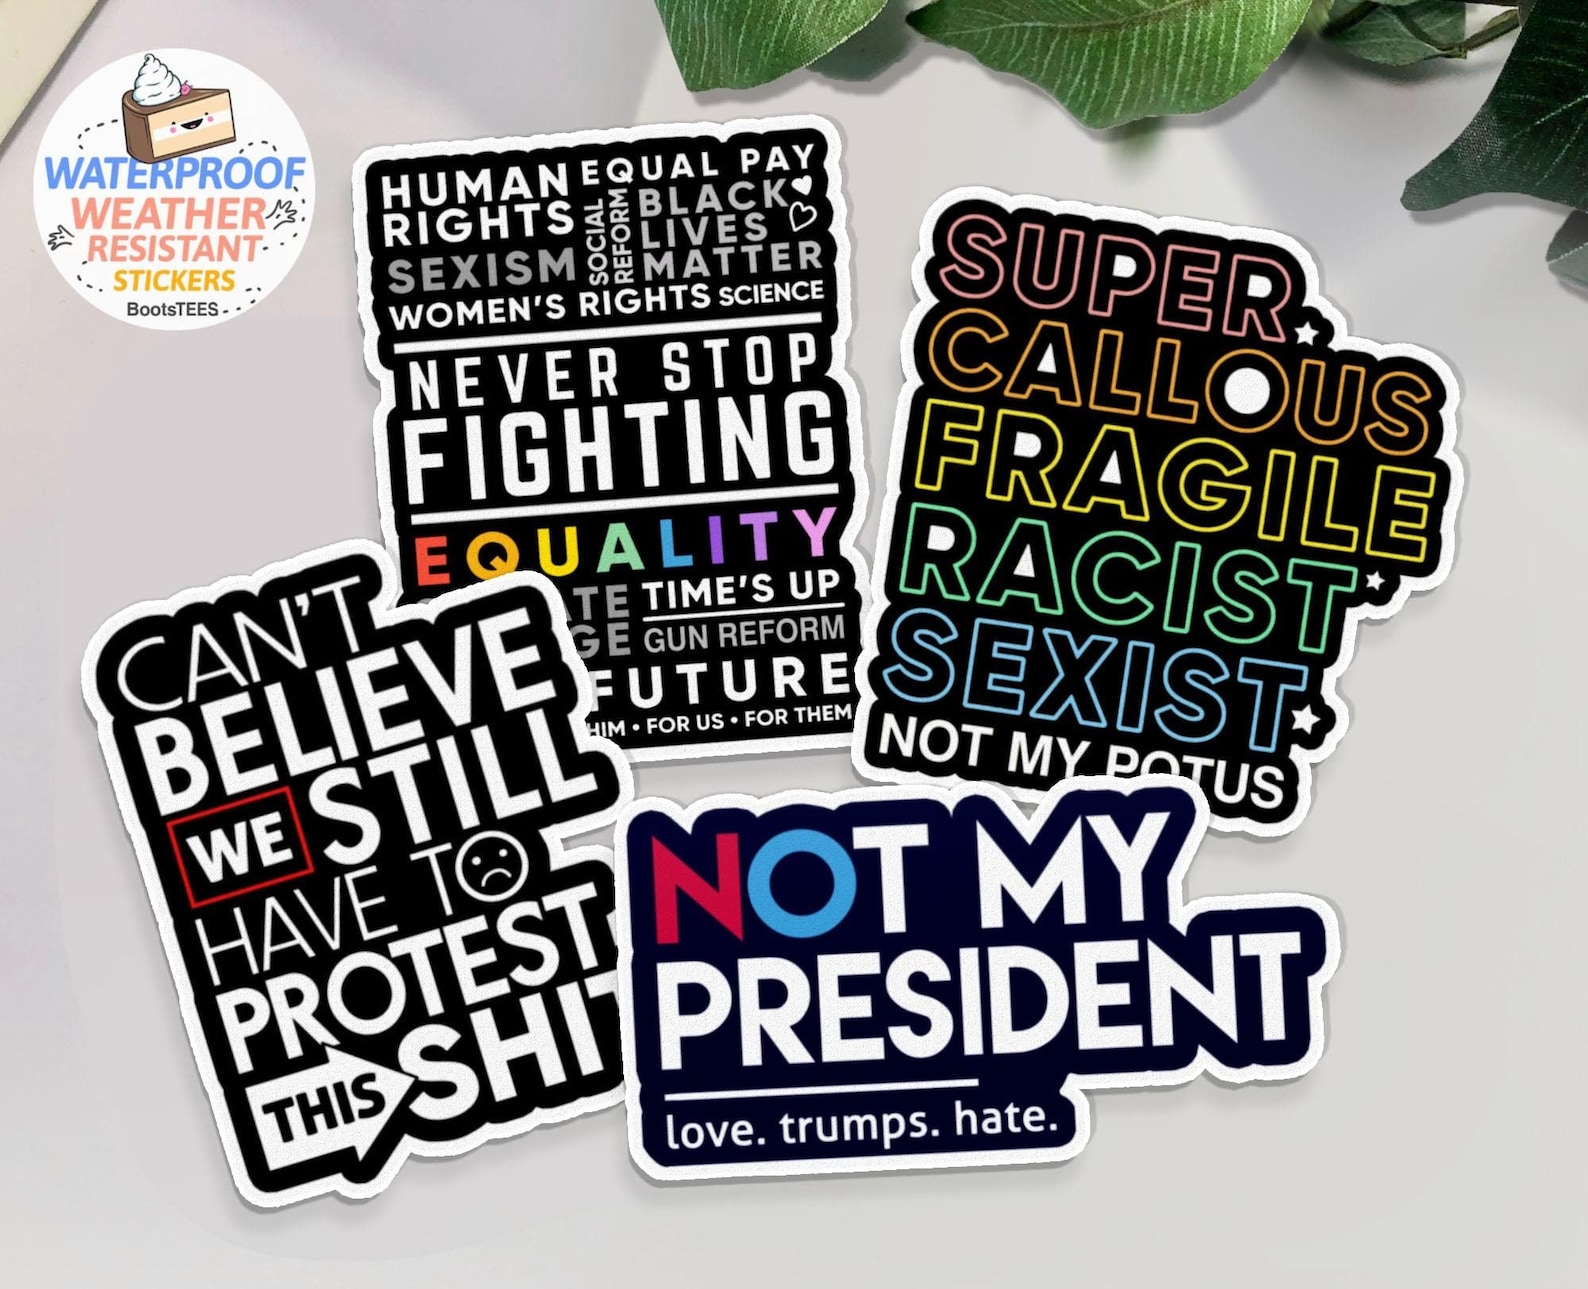 WATERPROOF
WEATHER
RESISTANT
STICKERS
BootsTEES
HUMAN
RIGHTS
EQUAL PAY
SOCIAL
REFORM
BLACK
LIVES
MATTER
SEXISM
WOMEN'S RIGHTS SCIENCE
NEVER STOP
FIGHTING
EQUALITY
TIME'S UP
GUN REFORM
FUTURE
HIM • FOR US • FOR THEM
SUPER
CALLOUS
FRAGILE
RACIST
SEXIST
NOT MY POTUS
CAN'T
BELIEVE
WE STILL
HAVE TO
PROTEST
THIS SHIT
NOT MY
PRESIDENT
love. trumps. hate.